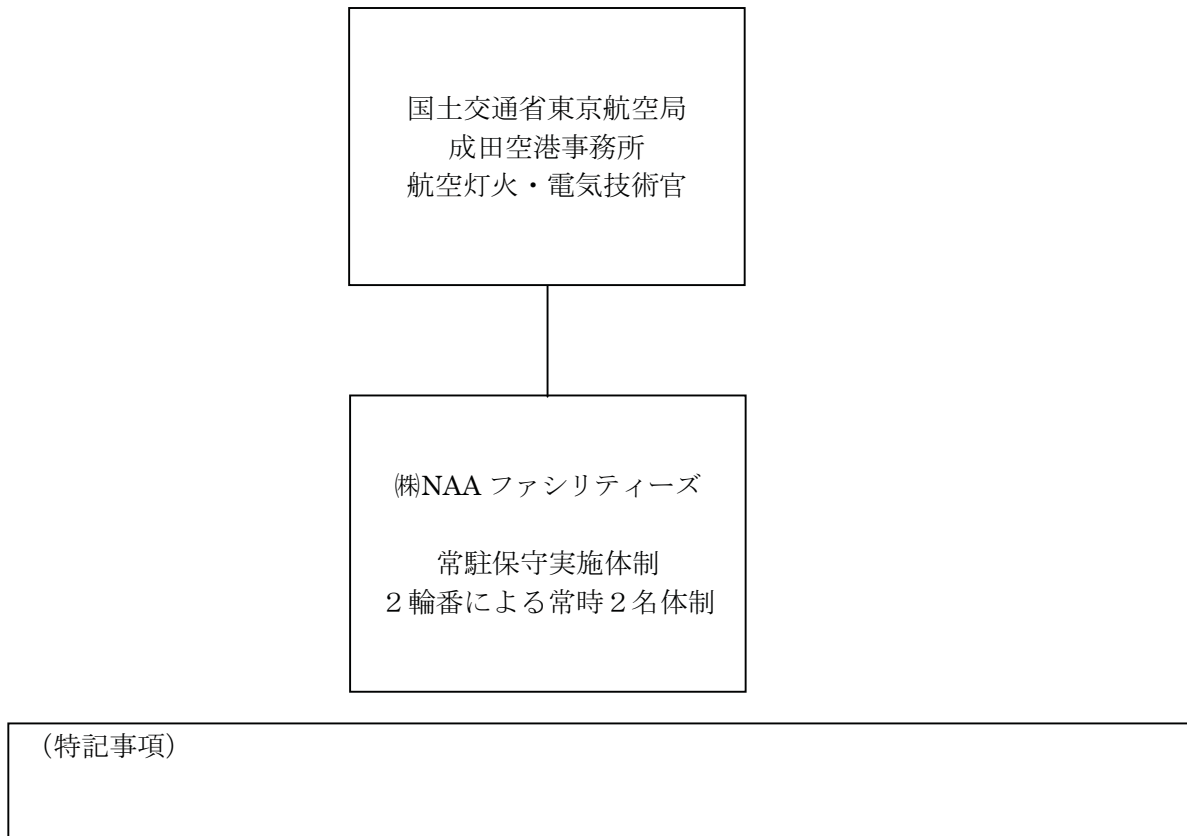 国土交通省東京航空局
成田空港事務所
航空灯火・電気技術官
㈱NAA ファシリティーズ
常駐保守実施体制
２輪番による常時２名体制
（特記事項）